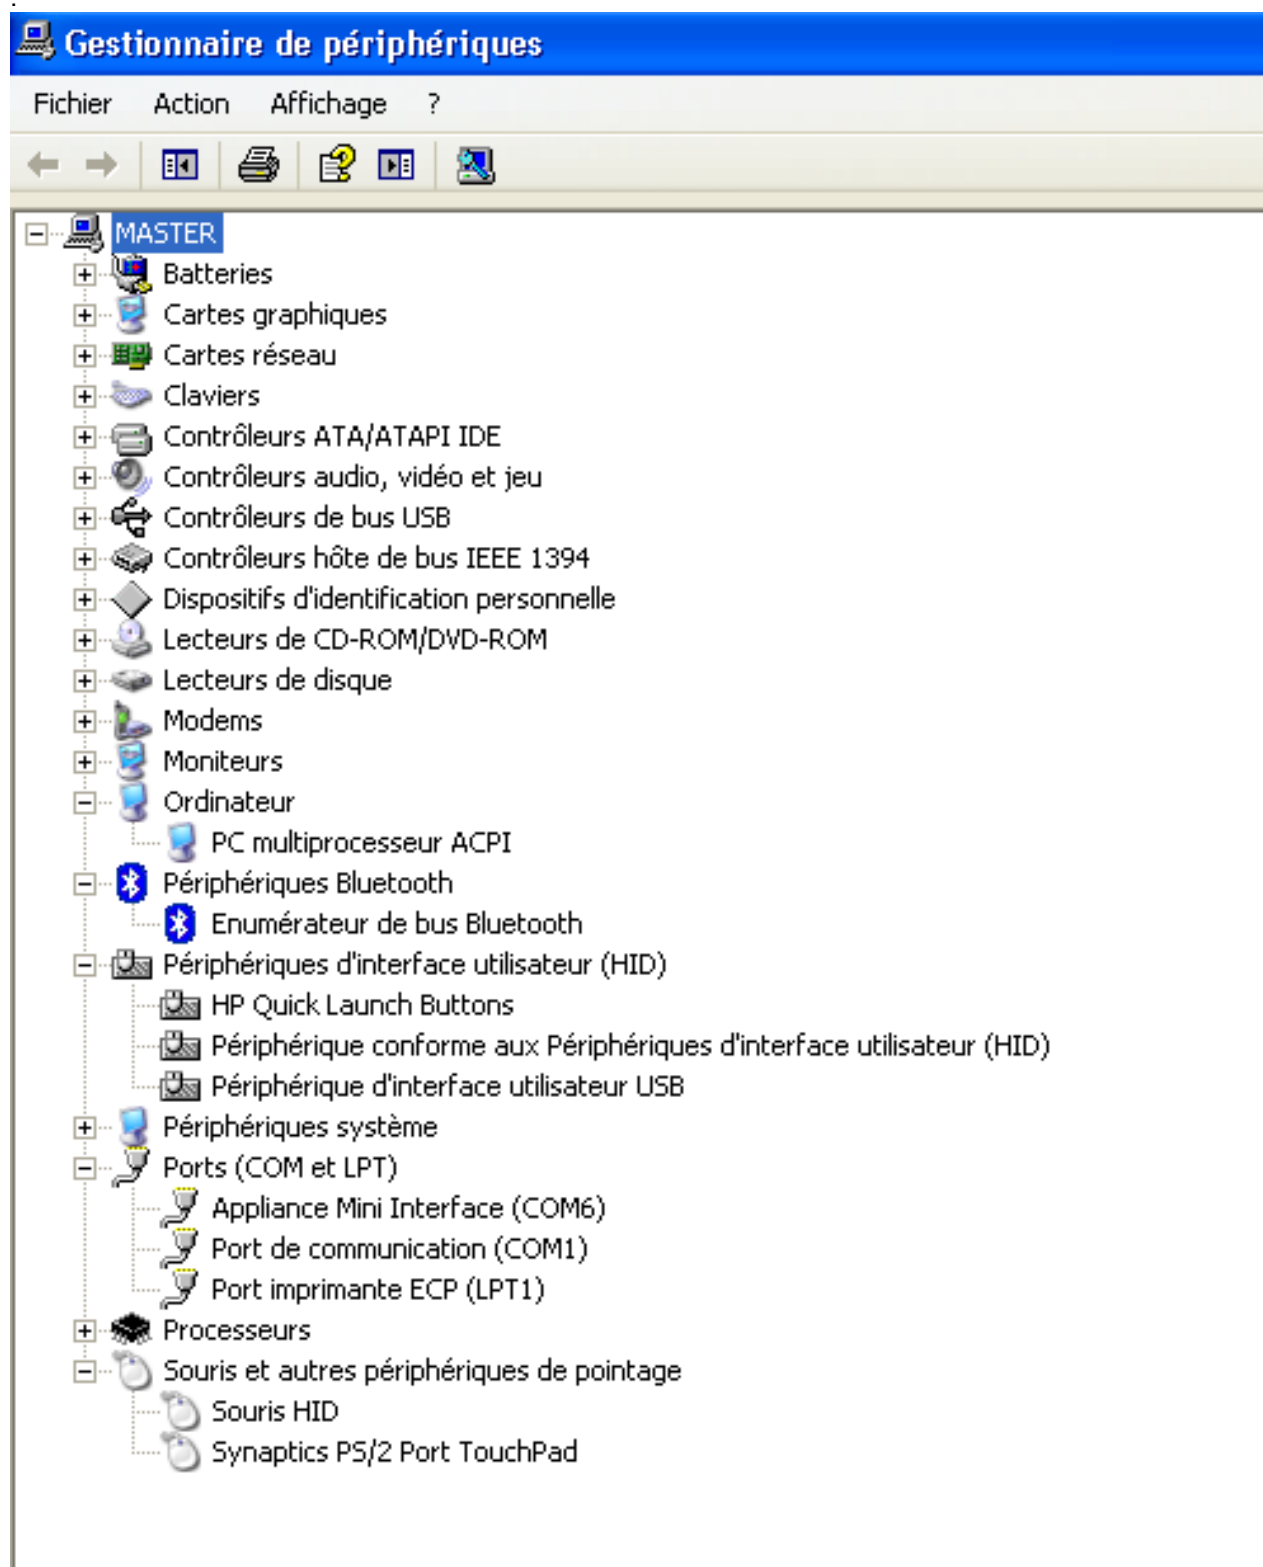 Gestionnaire de périphériques
Fichier Action Affichage ?
MASTER
Batteries
Cartes graphiques
Cartes réseau
Claviers
Contrôleurs ATA/ATAPI IDE
Contrôleurs audio, vidéo et jeu
Contrôleurs de bus USB
Contrôleurs hôte de bus IEEE 1394
Dispositifs d'identification personnelle
Lecteurs de CD-ROM/DVD-ROM
Lecteurs de disque
Modems
Moniteurs
Ordinateur
PC multiprocesseur ACPI
Périphériques Bluetooth
Enumérateur de bus Bluetooth
Périphériques d'interface utilisateur (HID)
HP Quick Launch Buttons
Périphérique conforme aux Périphériques d'interface utilisateur (HID)
Périphérique d'interface utilisateur USB
Périphériques système
Ports (COM et LPT)
Appliance Mini Interface (COM6)
Port de communication (COM1)
Port imprimante ECP (LPT1)
Processeurs
Souris et autres périphériques de pointage
Souris HID
Synaptics PS/2 Port TouchPad